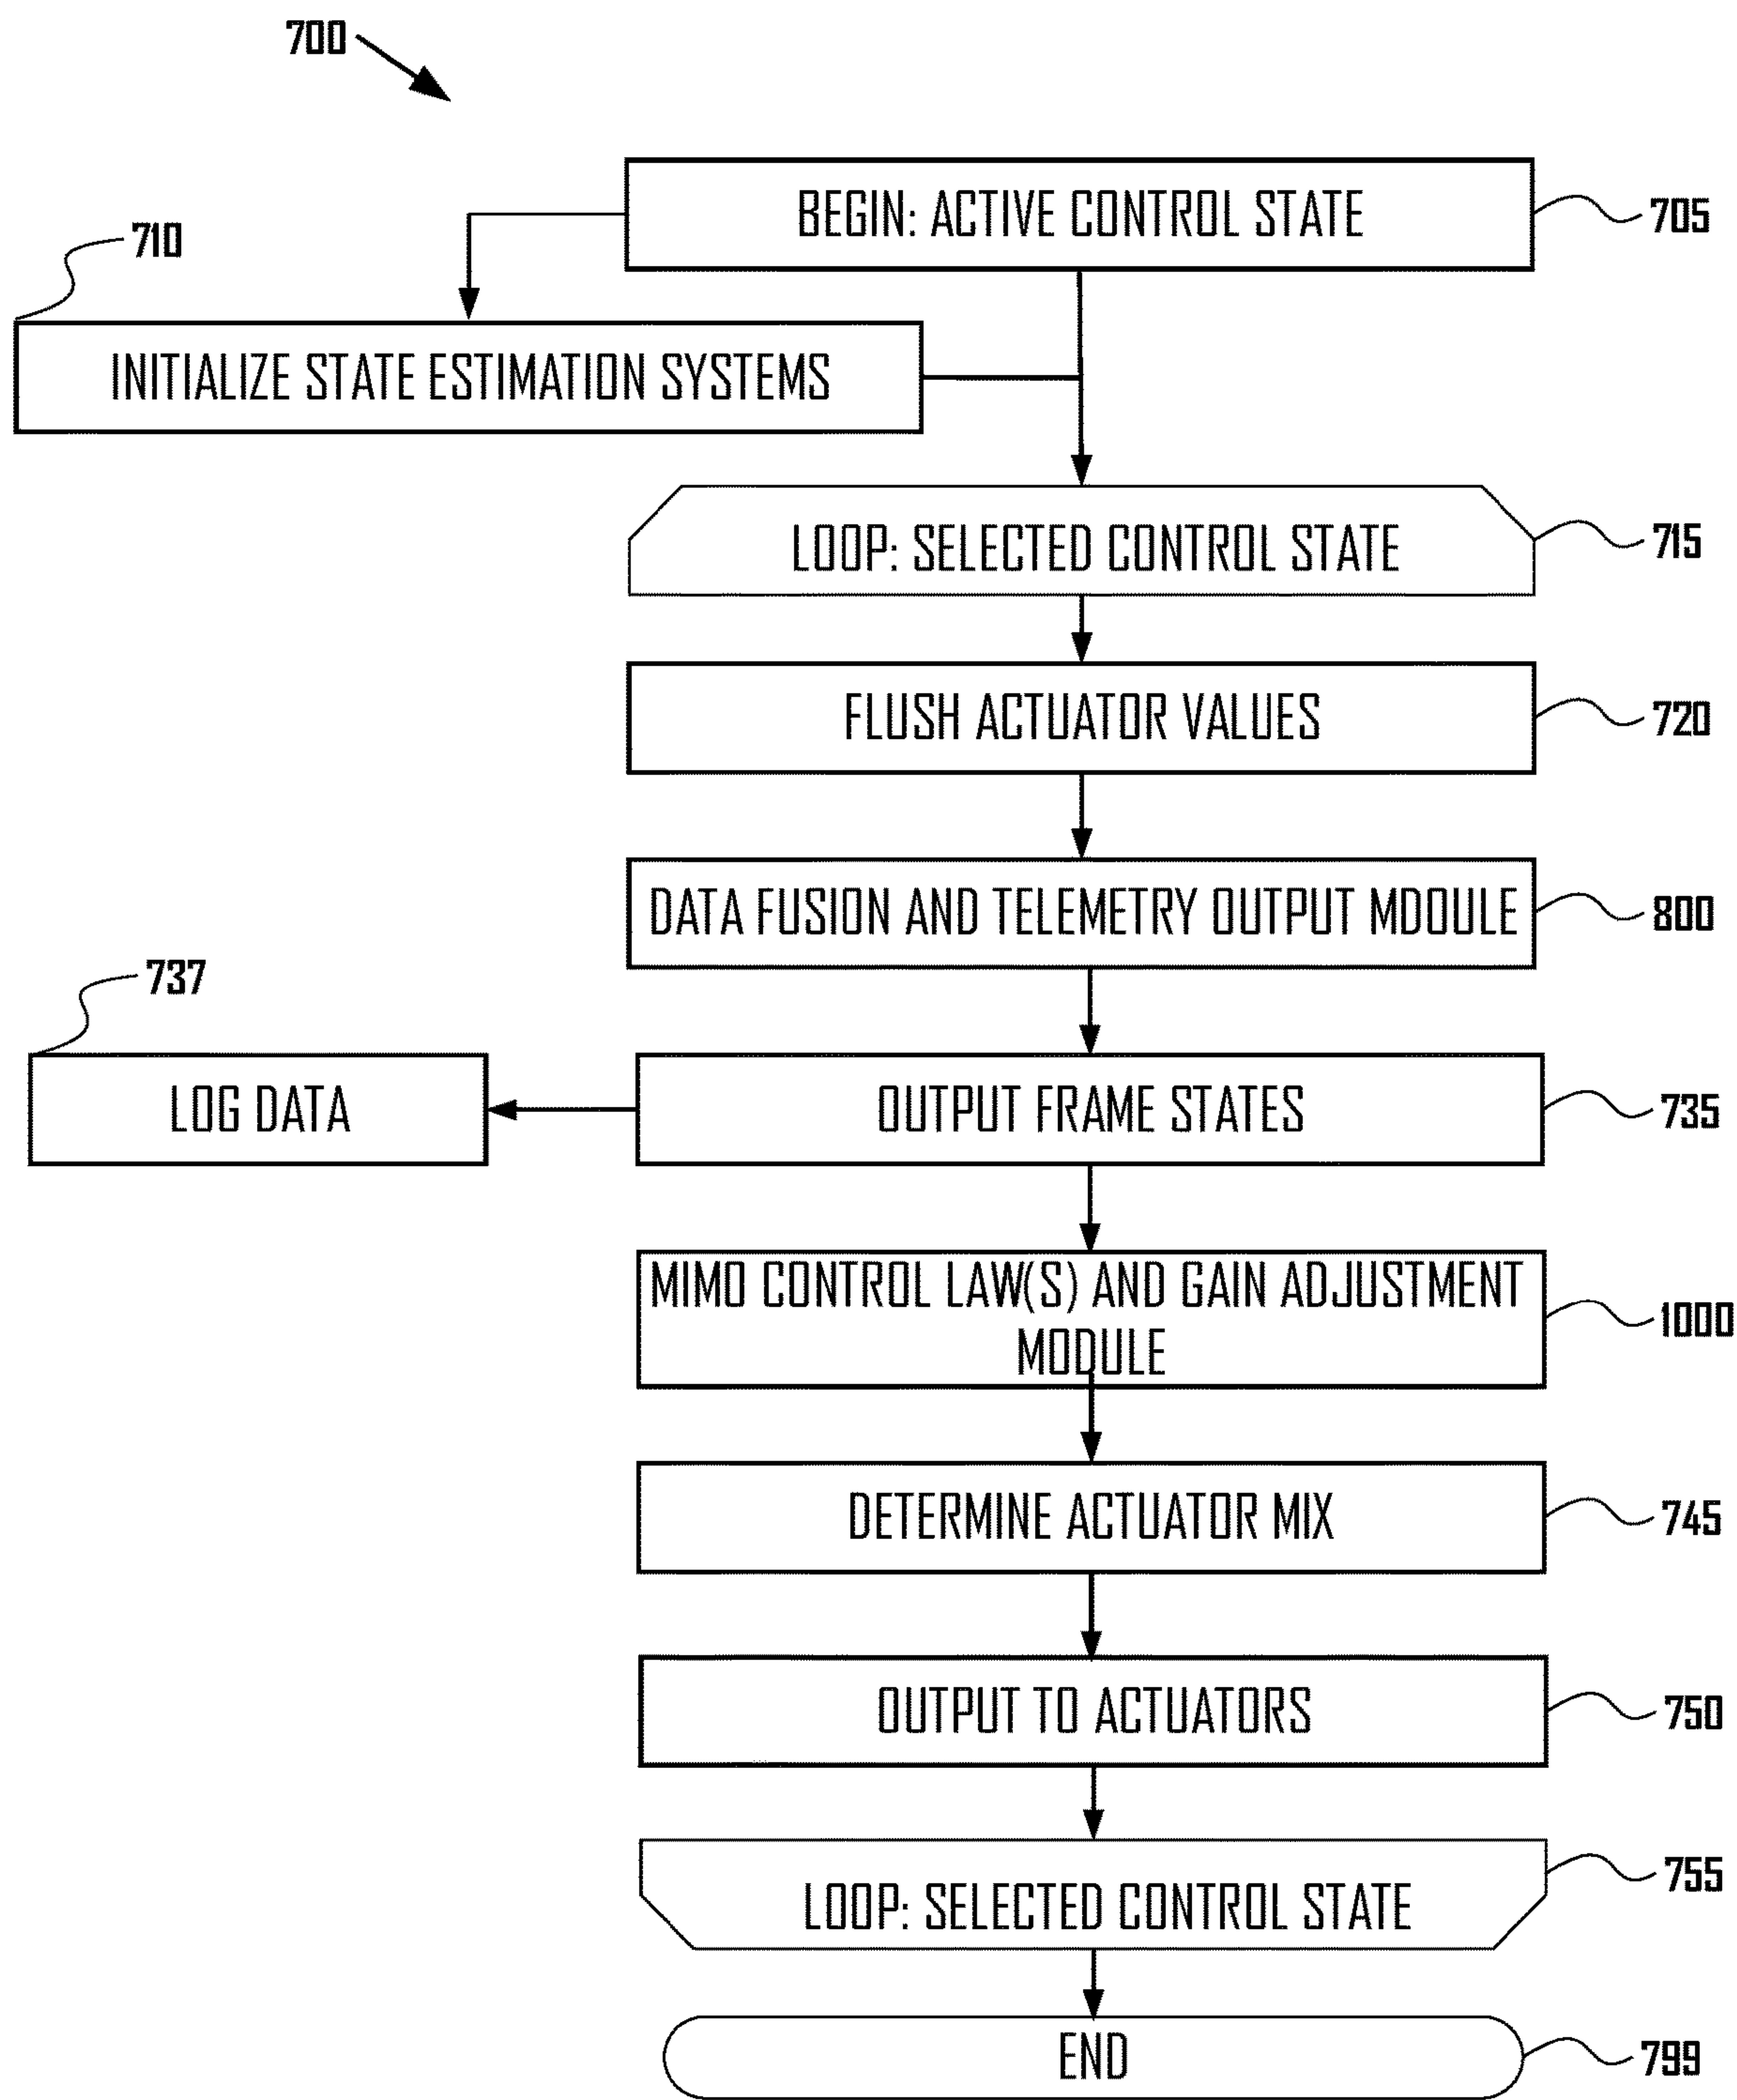 700
BEGIN: ACTIVE CONTROL STATE
705
710
INITIALIZE STATE ESTIMATION SYSTEMS
LOOP: SELECTED CONTROL STATE
715
FLUSH ACTUATOR VALUES
720
DATA FUSION AND TELEMETRY OUTPUT MDOULE
800
737
LOG DATA
OUTPUT FRAME STATES
735
MIMO CONTROL LAW(S) AND GAIN ADJUSTMENT
MODULE
1000
DETERMINE ACTUATOR MIX
745
OUTPUT TO ACTUATORS
750
LOOP: SELECTED CONTROL STATE
755
END
799